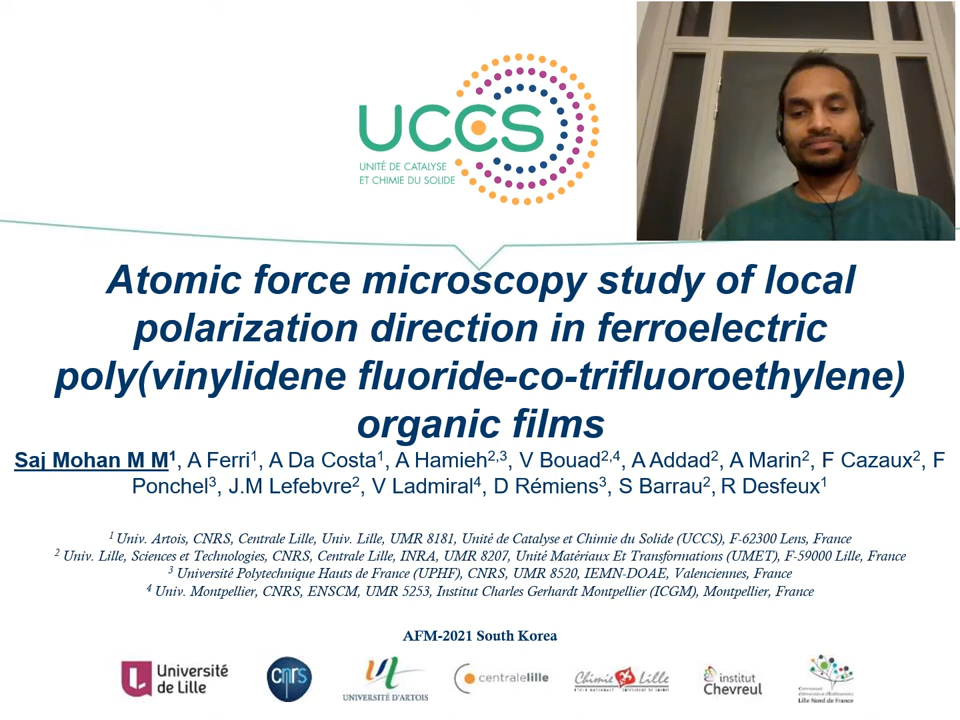 UCCS
UNITÉ DE CATALYSE
ET CHIMIE DU SOLIDE
Atomic force microscopy study of local
polarization direction in ferroelectric
poly(vinylidene fluoride-co-trifluoroethylene)
organic films
Saj Mohan M M1, A Ferri1, A Da Costa1, A Hamieh2,3, V Bouad2,4, A Addad2, A Marin2, F Cazaux2, F
Ponchel3, J.M Lefebvre2, V Ladmiral4, D Rémiens3, S Barrau2, R Desfeux1
1 Univ. Artois, CNRS, Centrale Lille, Univ. Lille, UMR 8181, Unité de Catalyse et Chimie du Solide (UCCS), F-62300 Lens, France
2 Univ. Lille, Sciences et Technologies, CNRS, Centrale Lille, INRA, UMR 8207, Unité Matériaux Et Transformations (UMET), F-59000 Lille, France
3 Université Polytechnique Hauts de France (UPHF), CNRS, UMR 8520, IEMN-DOAE, Valenciennes, France
4 Univ. Montpellier, CNRS, ENSCM, UMR 5253, Institut Charles Gerhardt Montpellier (ICGM), Montpellier, France
AFM-2021 South Korea
Université
de Lille
cnrs
UNIVERSITÉ D'ARTOIS
centralelille
Chimie Lille
institut
Chevreul
Lille Nord de France